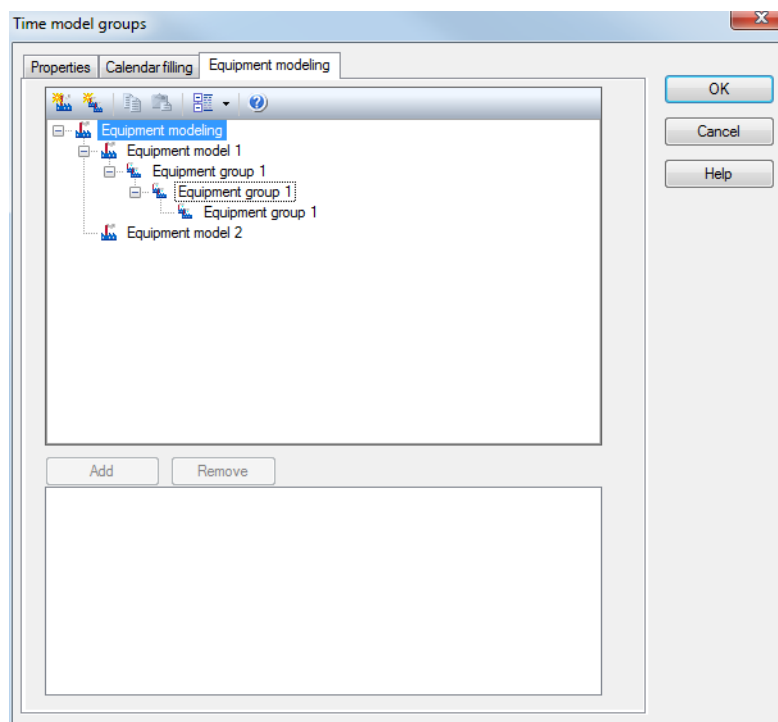 Time model groups
Properties Calendar filling Equipment modeling
OK
Cancel
Help
Equipment modeling
Equipment model 1
Equipment group 1
Equipment group 1
Equipment group 1
Equipment model 2
Add Remove